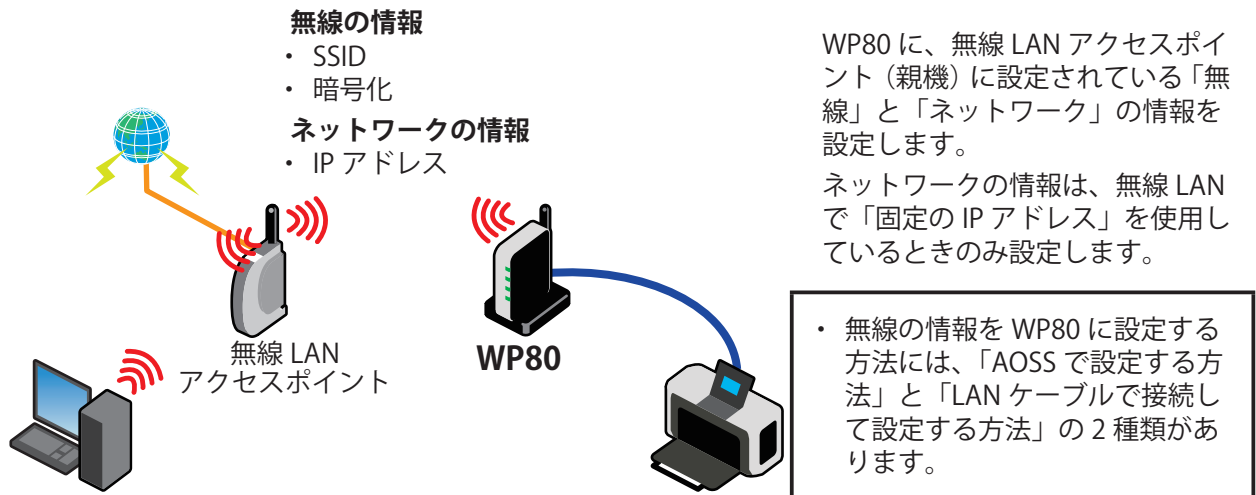 無線の情報
・ SSID
・ 暗号化
ネットワークの情報
・ IP アドレス
無線 LAN
アクセスポイント
WP80
WP80 に、無線 LAN アクセスポイ
ント（親機）に設定されている「無
線」と「ネットワーク」の情報を
設定します。
ネットワークの情報は、無線 LAN
で「固定の IP アドレス」を使用し
ているときのみ設定します。
・ 無線の情報を WP80 に設定する
方法には、「AOSS で設定する方
法」と「LAN ケーブルで接続し
て設定する方法」の 2 種類があ
ります。